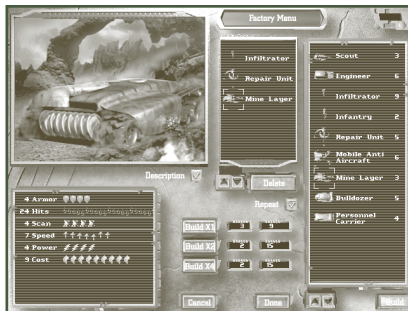 Factory Menu
Infiltrator
Repair Unit
Mine Layer
Scout 3
Engineer 6
Infiltrator 9
Infantry 2
Repair Unit 5
Mobile Anti Aircraft 6
Mine Layer 3
Bulldozer 5
Personnel Carrier 4
Description
Delete
Repeat
4 Armor
24 Hits
4 Scan
7 Speed
4 Power
9 Cost
Build X1 3 9
Build X2 2 15
Build X4 2 15
Cancel
Done
Build